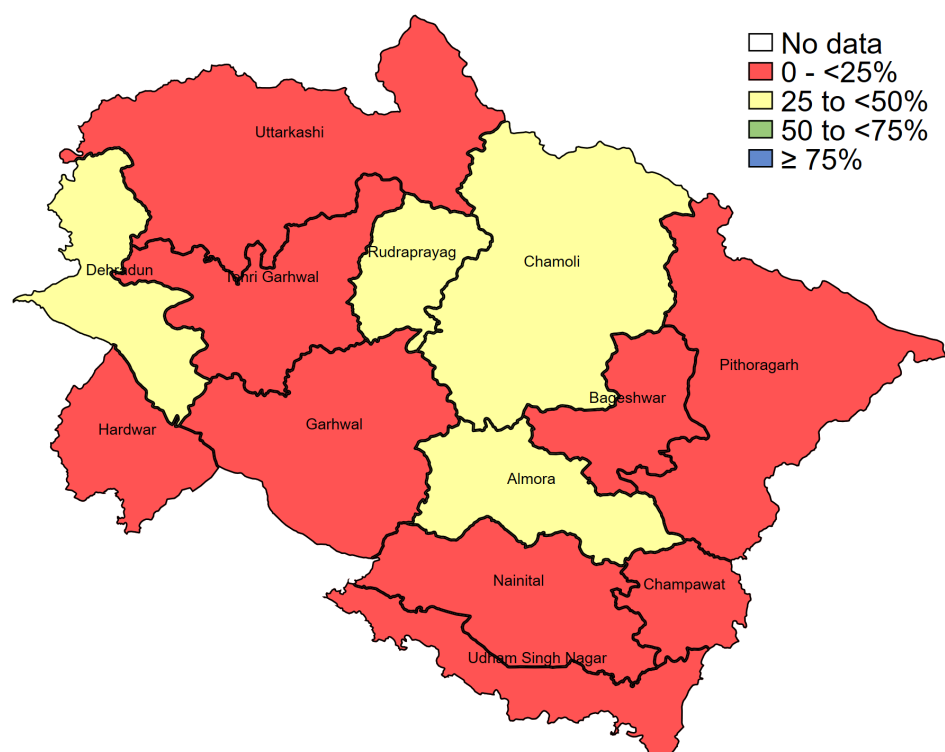 No data
0 - <25%
25 to <50%
50 to <75%
≥ 75%
Uttarkashi
Dehradun
Tehri Garhwal
Rudraprayag
Chamoli
Pithoragarh
Bageshwar
Hardwar
Garhwal
Almora
Nainital
Champawat
Udham Singh Nagar